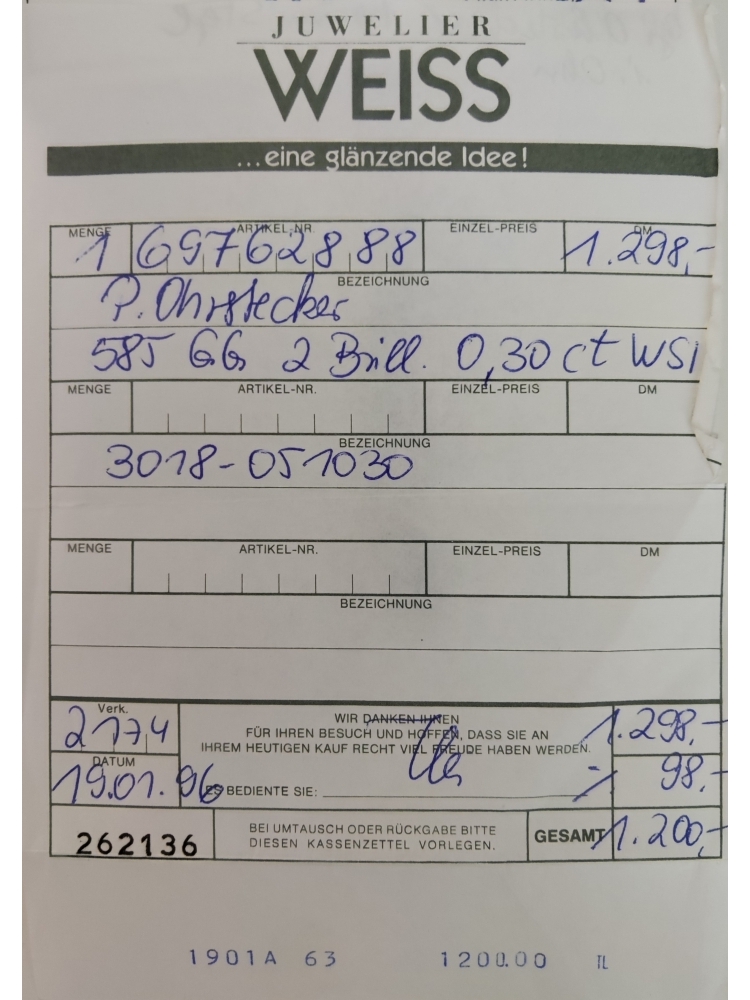 JUWELIER
WEISS
...eine glänzende Idee!
MENGE ARTIKEL-NR. EINZEL-PREIS DM
1 69762888 1.298,-
BEZEICHNUNG
P. Ohrstecker
585 GG 2 Brill. 0,30 ct WSI
MENGE ARTIKEL-NR. EINZEL-PREIS DM
BEZEICHNUNG
3018-051030
MENGE ARTIKEL-NR. EINZEL-PREIS DM
BEZEICHNUNG
Verk.
2174
WIR DANKEN IHNEN
FÜR IHREN BESUCH UND HOFFEN, DASS SIE AN
IHREM HEUTIGEN KAUF RECHT VIEL FREUDE HABEN WERDEN.
1.298,-
DATUM
19.01.96
ES BEDIENTE SIE:
% 98,-
262136
BEI UMTAUSCH ODER RÜCKGABE BITTE
DIESEN KASSENZETTEL VORLEGEN.
GESAMT 1.200,-
1901A 63 1200.00 TL